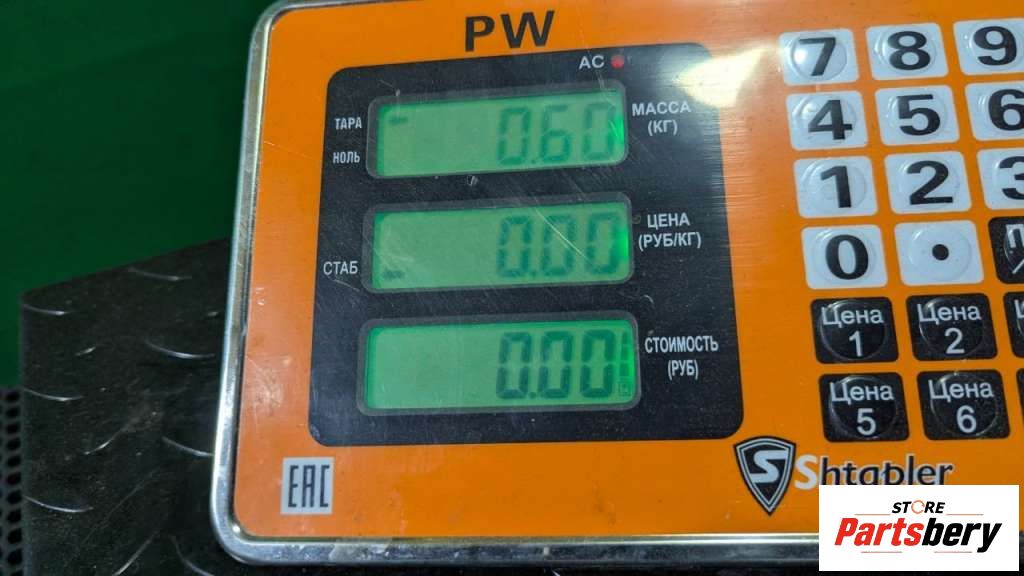 PW
AC
ТАРА
НОЛЬ
0.60
МАССА
(КГ)
СТАБ
0.00
ЦЕНА
(РУБ/КГ)
0.00
СТОИМОСТЬ
(РУБ)
7 8 9
4 5 6
1 2 3
0 .
Цена 1
Цена 2
Цена 5
Цена 6
EAC
Shtapler
STORE
Partsbery